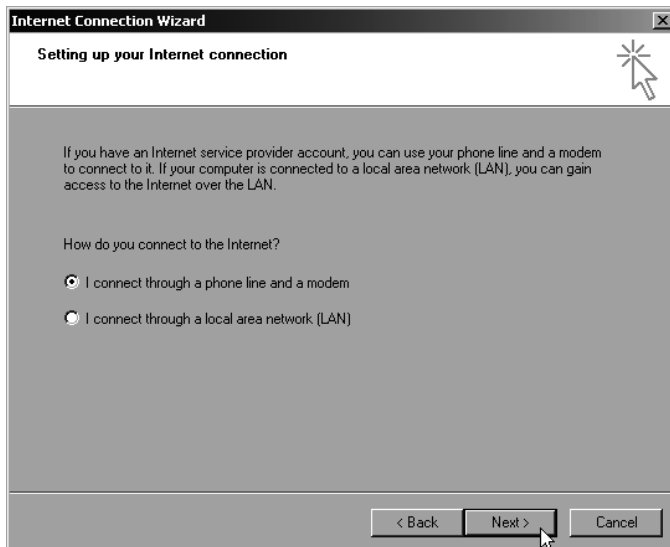 Internet Connection Wizard
Setting up your Internet connection
If you have an Internet service provider account, you can use your phone line and a modem
to connect to it. If your computer is connected to a local area network (LAN), you can gain
access to the Internet over the LAN.
How do you connect to the Internet?
I connect through a phone line and a modem
I connect through a local area network (LAN)
< Back Next > Cancel